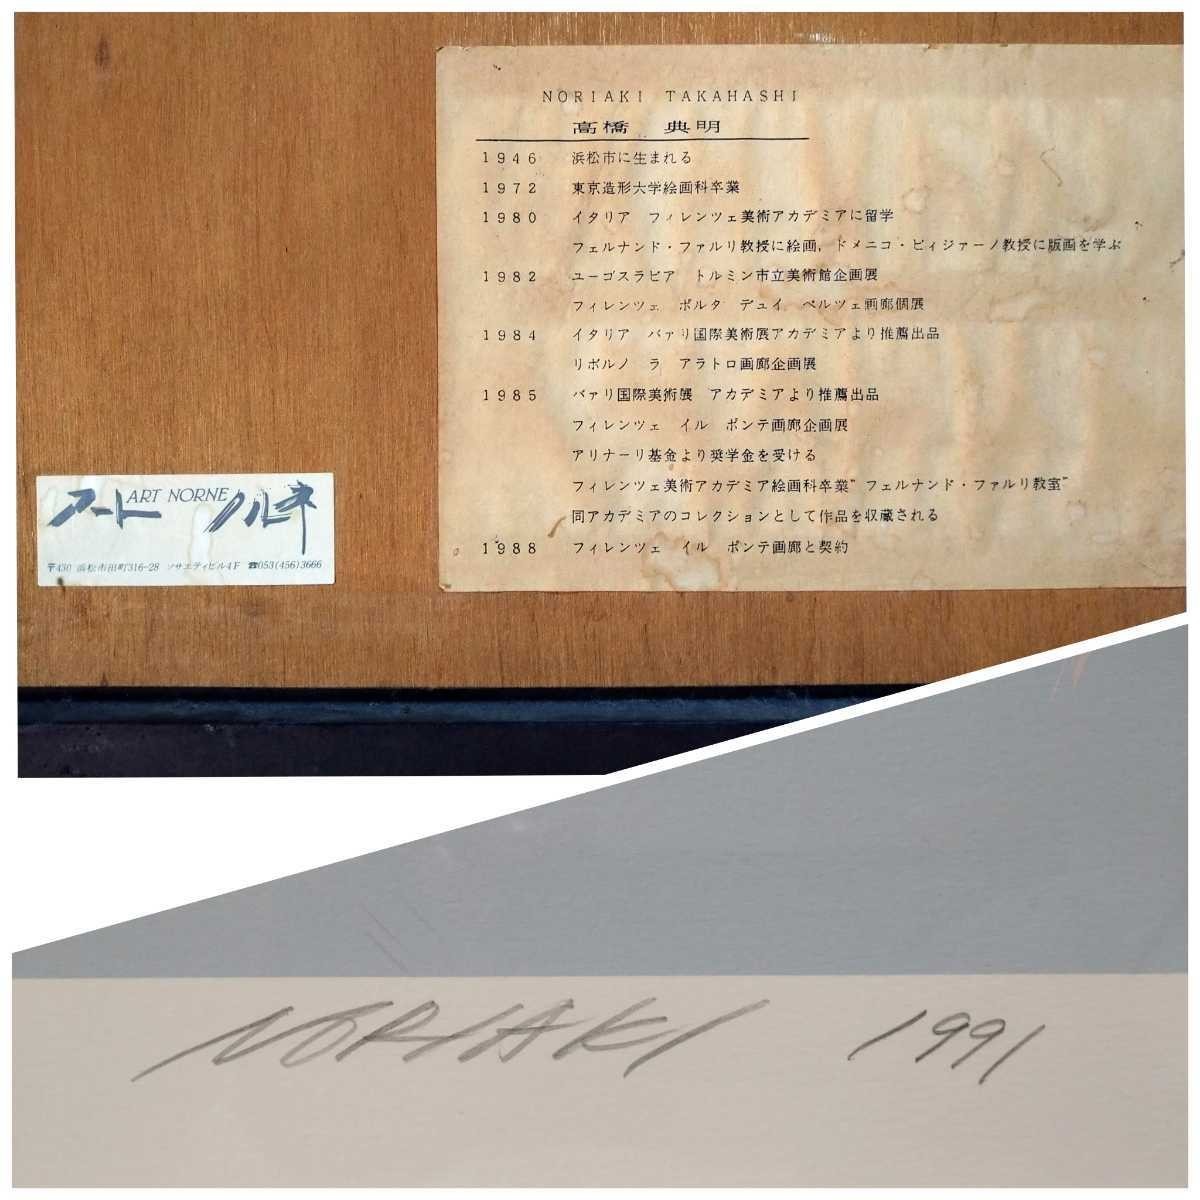 NORIAKI TAKAHASHI
高橋 典明
1946 浜松市に生まれる
1972 東京造形大学絵画科卒業
1980 イタリア フィレンツェ美術アカデミアに留学
フェルナンド・ファルリ教授に絵画，ドメニコ・ビィジァーノ教授に版画を学ぶ
1982 ユーゴスラビア トルミン市立美術館企画展
フィレンツェ ポルタ デュイ ペルツェ画廊個展
1984 イタリア バァリ国際美術展アカデミアより推薦出品
リボルノ ラ アラトロ画廊企画展
1985 バァリ国際美術展 アカデミアより推薦出品
フィレンツェ イル ポンテ画廊企画展
アリナーリ基金より奨学金を受ける
フィレンツェ美術アカデミア絵画科卒業”フェルナンド・ファルリ教室”
同アカデミアのコレクションとして作品を収蔵される
1988 フィレンツェ イル ポンテ画廊と契約
ART NORNE
アート ノルネ
〒430 浜松市田町316-28 ソサエティビル4F ☎053(456)3666
NORIAKI 1991